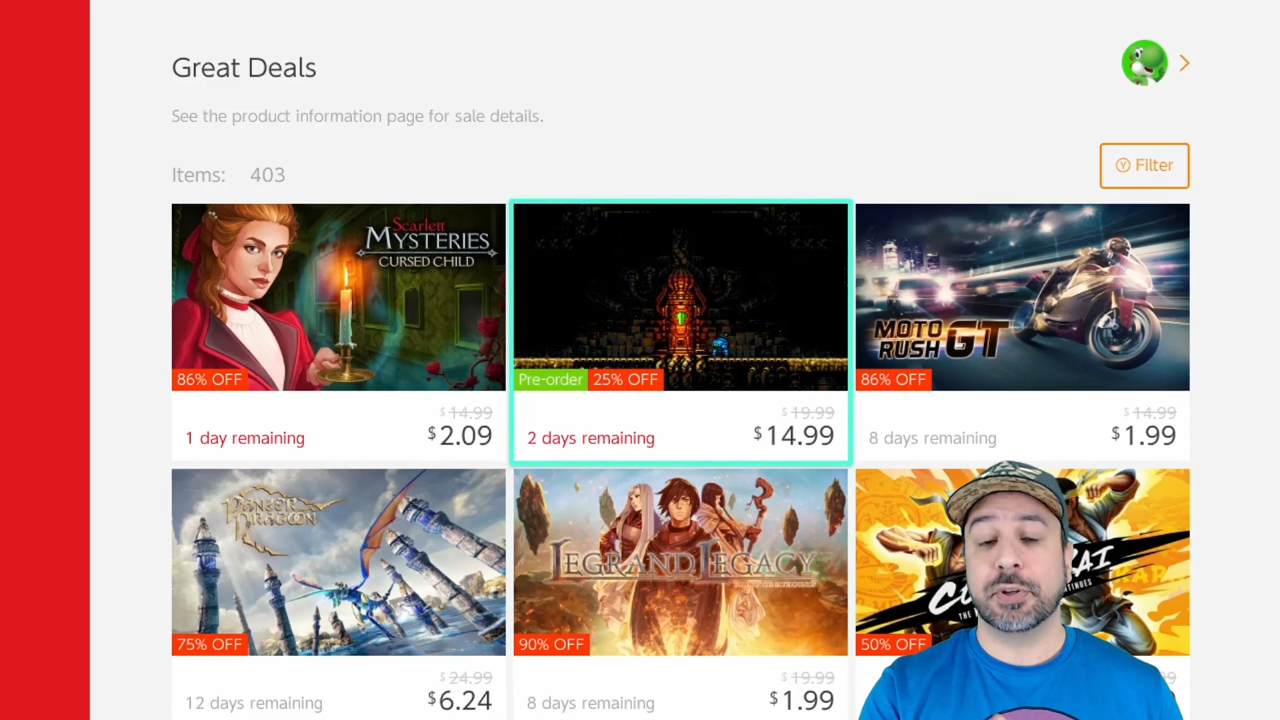 Great Deals
See the product information page for sale details.
Items: 403
Ⓨ Filter
Scarlett
MYSTERIES
CURSED CHILD
86% OFF
$14.99
1 day remaining
$2.09
Pre-order 25% OFF
$19.99
2 days remaining
$14.99
MOTO
RUSH GT
86% OFF
$14.99
8 days remaining
$1.99
PANZER
DRAGOON
75% OFF
$24.99
12 days remaining
$6.24
LEGRAND LEGACY
90% OFF
$19.99
8 days remaining
$1.99
50% OFF